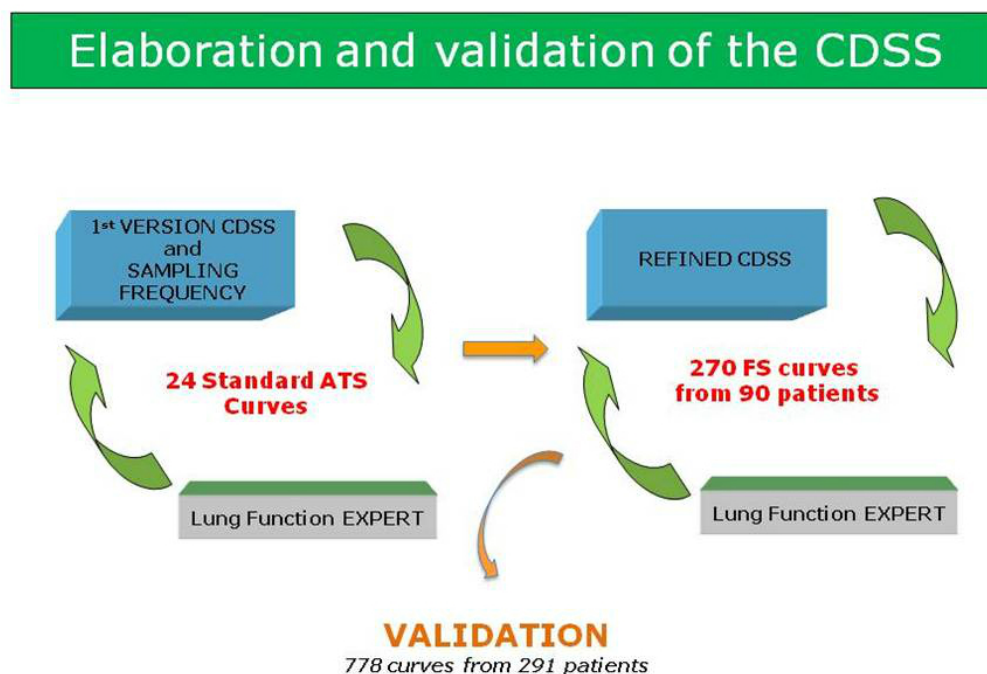 Elaboration and validation of the CDSS
1st VERSION CDSS
and
SAMPLING
FREQUENCY
REFINED CDSS
24 Standard ATS
Curves
270 FS curves
from 90 patients
Lung Function EXPERT
Lung Function EXPERT
VALIDATION
778 curves from 291 patients